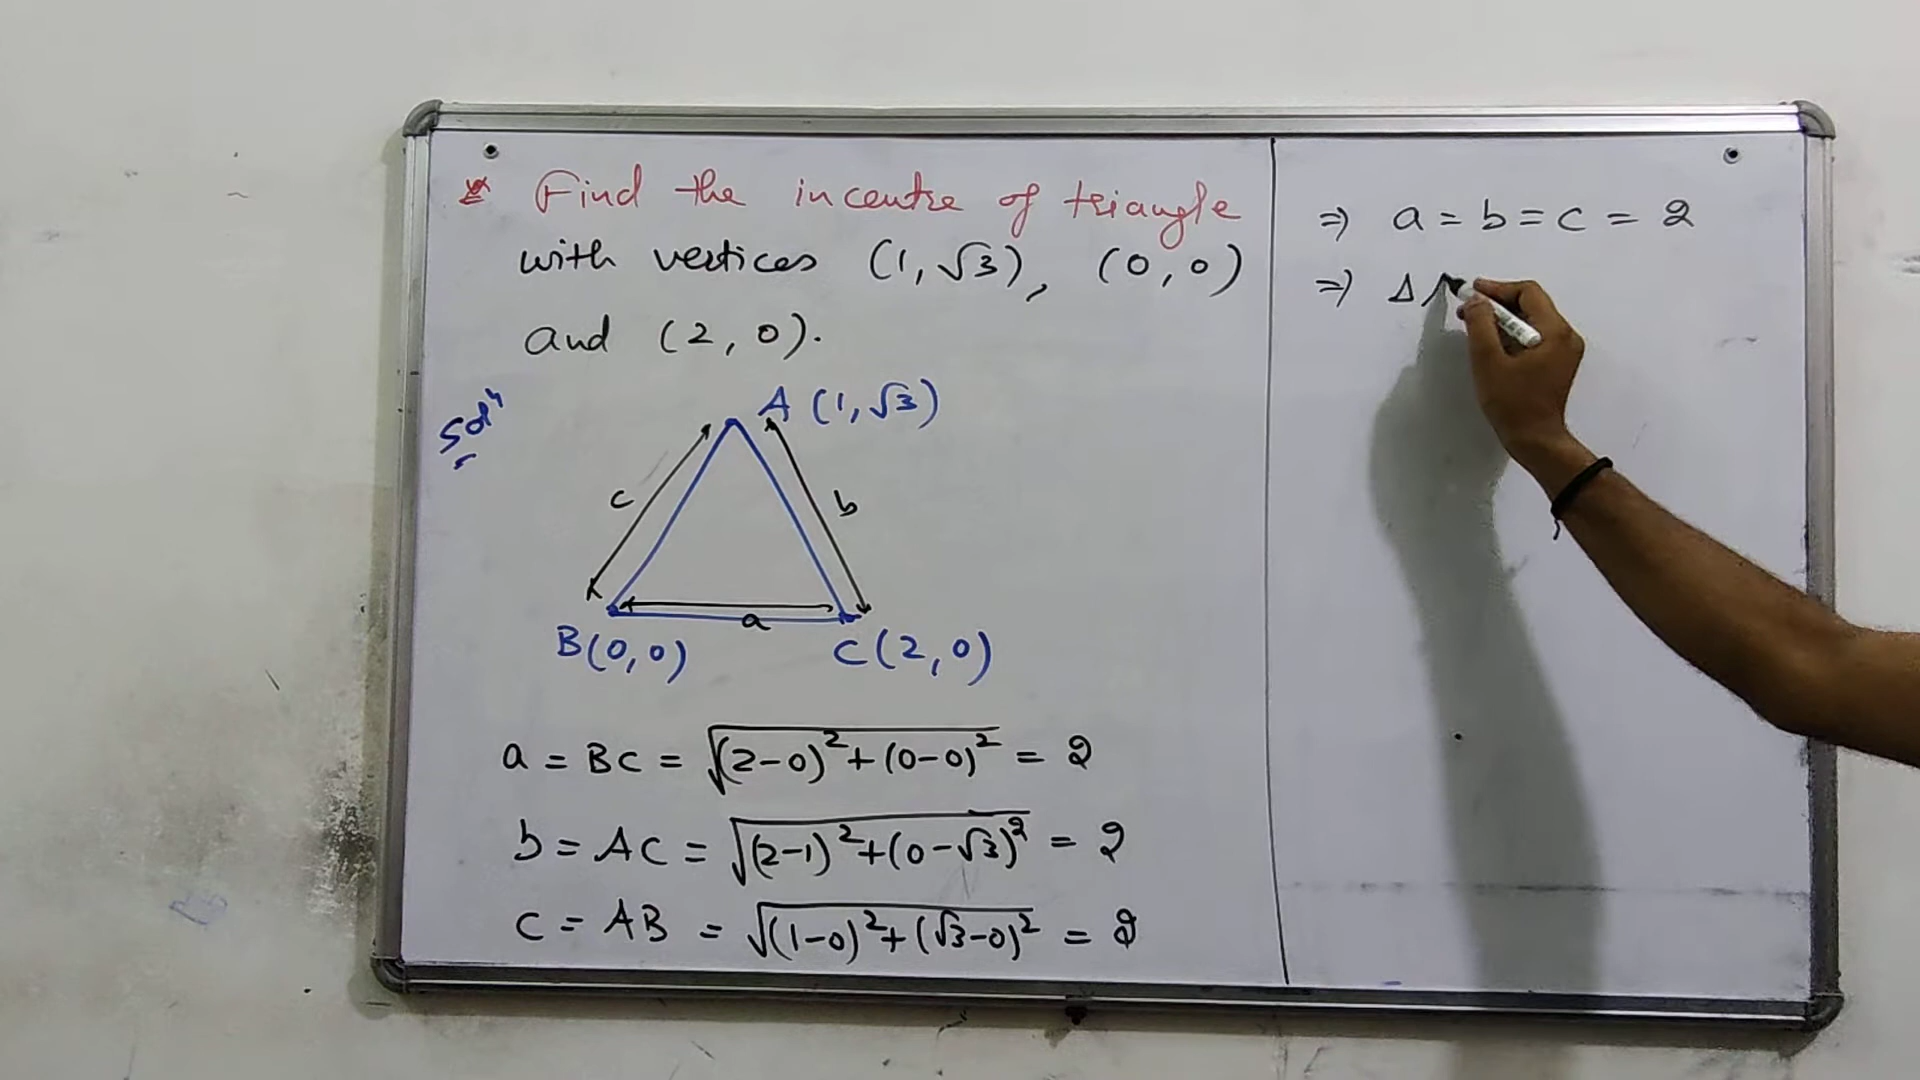 Find the incentre of triangle
with vertices (1, √3), (0, 0)
and (2, 0).
Solⁿ
A (1, √3)
c
b
a
B(0, 0)
C(2, 0)
a = BC = √((2-0)²+(0-0)²) = 2
b = AC = √((2-1)²+(0-√3)²) = 2
c = AB = √((1-0)²+(√3-0)²) = 2
⇒ a = b = c = 2
⇒ Δ